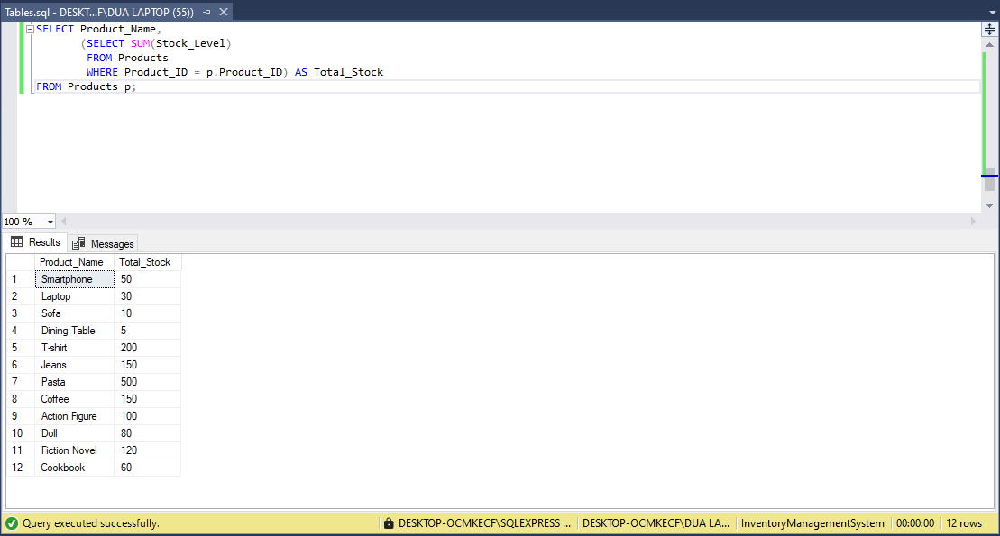 Tables.sql - DESKT...F\DUA LAPTOP (55))
SELECT Product_Name,
(SELECT SUM(Stock_Level)
FROM Products
WHERE Product_ID = p.Product_ID) AS Total_Stock
FROM Products p;
100 %
Results Messages
Product_Name Total_Stock
1 Smartphone 50
2 Laptop 30
3 Sofa 10
4 Dining Table 5
5 T-shirt 200
6 Jeans 150
7 Pasta 500
8 Coffee 150
9 Action Figure 100
10 Doll 80
11 Fiction Novel 120
12 Cookbook 60
Query executed successfully. DESKTOP-OCMKECF\SQLEXPRESS ... DESKTOP-OCMKECF\DUA LA... InventoryManagementSystem 00:00:00 12 rows